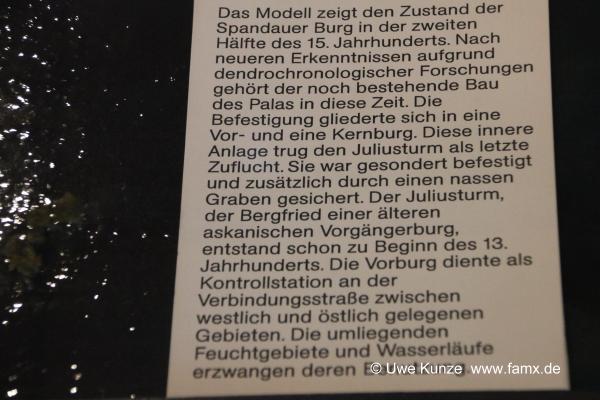 Das Modell zeigt den Zustand der
Spandauer Burg in der zweiten
Hälfte des 15. Jahrhunderts. Nach
neueren Erkenntnissen aufgrund
dendrochronologischer Forschungen
gehört der noch bestehende Bau
des Palas in diese Zeit. Die
Befestigung gliederte sich in eine
Vor- und eine Kernburg. Diese innere
Anlage trug den Juliusturm als letzte
Zuflucht. Sie war gesondert befestigt
und zusätzlich durch einen nassen
Graben gesichert. Der Juliusturm,
der Bergfried einer älteren
askanischen Vorgängerburg,
entstand schon zu Beginn des 13.
Jahrhunderts. Die Vorburg diente als
Kontrollstation an der
Verbindungsstraße zwischen
westlich und östlich gelegenen
Gebieten. Die umliegenden
Feuchtgebiete und Wasserläufe
erzwangen deren
© Uwe Kunze www.famx.de